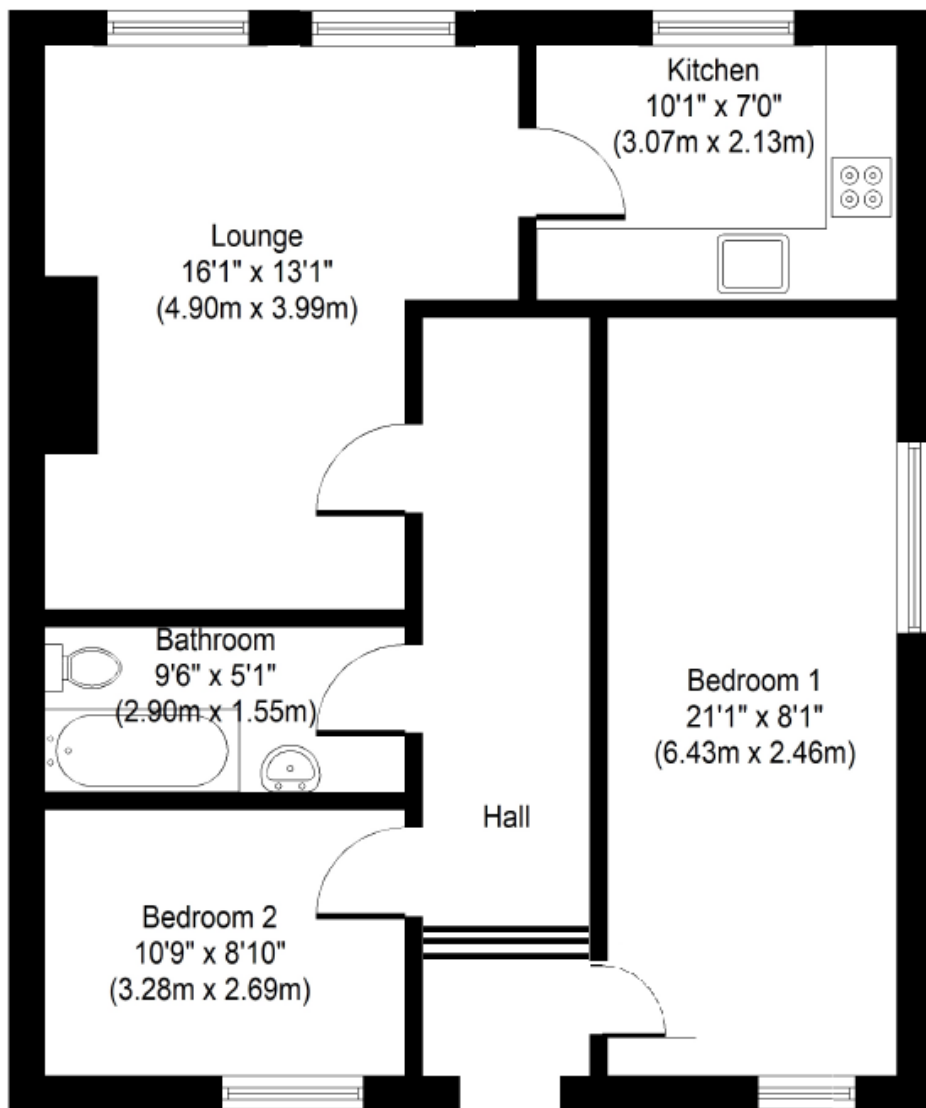 Kitchen
10'1" x 7'0"
(3.07m x 2.13m)
Lounge
16'1" x 13'1"
(4.90m x 3.99m)
Bathroom
9'6" x 5'1"
(2.90m x 1.55m)
Bedroom 1
21'1" x 8'1"
(6.43m x 2.46m)
Hall
Bedroom 2
10'9" x 8'10"
(3.28m x 2.69m)